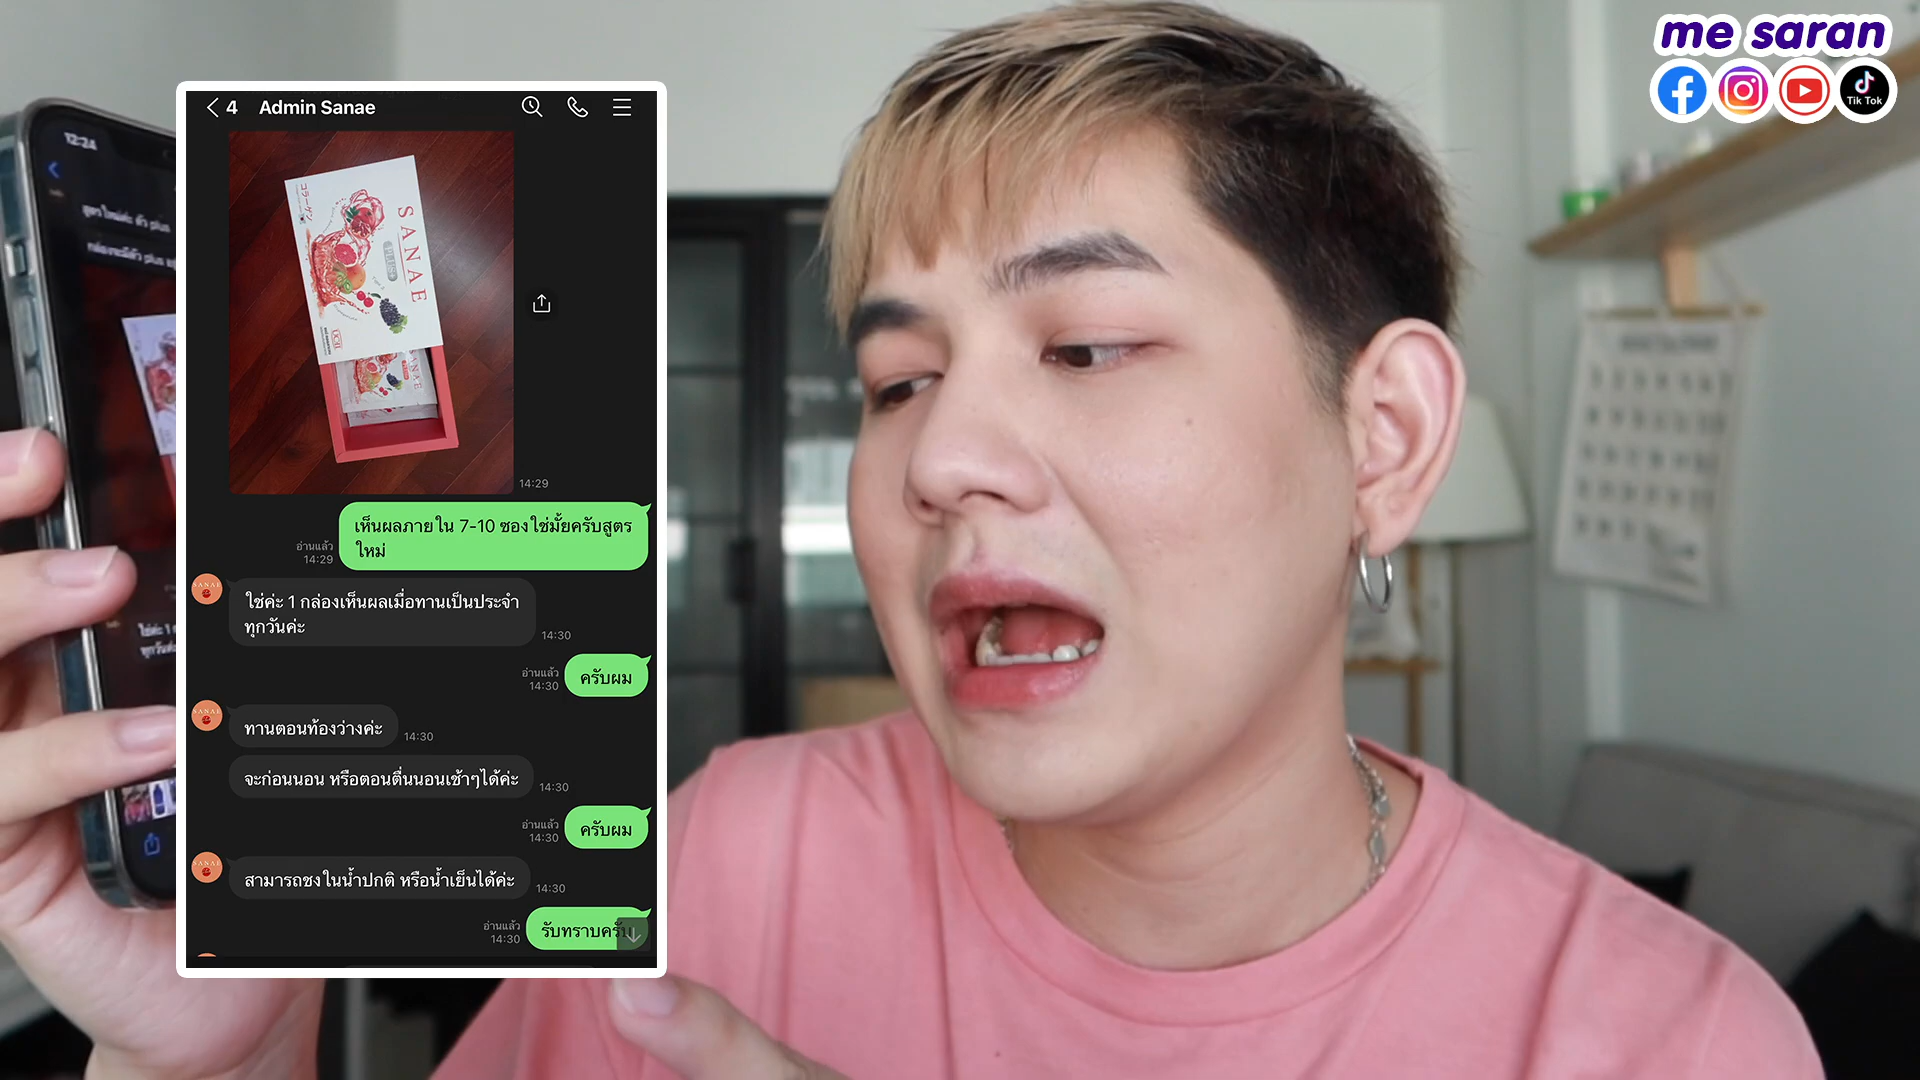 me saran
Tik Tok
4 Admin Sanae
SANAE
PLUS+
SANAE
14:29
เห็นผลภายใน 7-10 ซองใช่มั้ยครับสูตร
ใหม่
อ่านแล้ว
14:29
SANAE
ใช่ค่ะ 1 กล่องเห็นผลเมื่อทานเป็นประจำ
ทุกวันค่ะ
14:30
ครับผม
อ่านแล้ว
14:30
SANAE
ทานตอนท้องว่างค่ะ
14:30
จะก่อนนอน หรือตอนตื่นนอนเช้าๆได้ค่ะ
14:30
ครับผม
อ่านแล้ว
14:30
SANAE
สามารถชงในน้ำปกติ หรือน้ำเย็นได้ค่ะ
14:30
รับทราบครับ
อ่านแล้ว
14:30
12:24